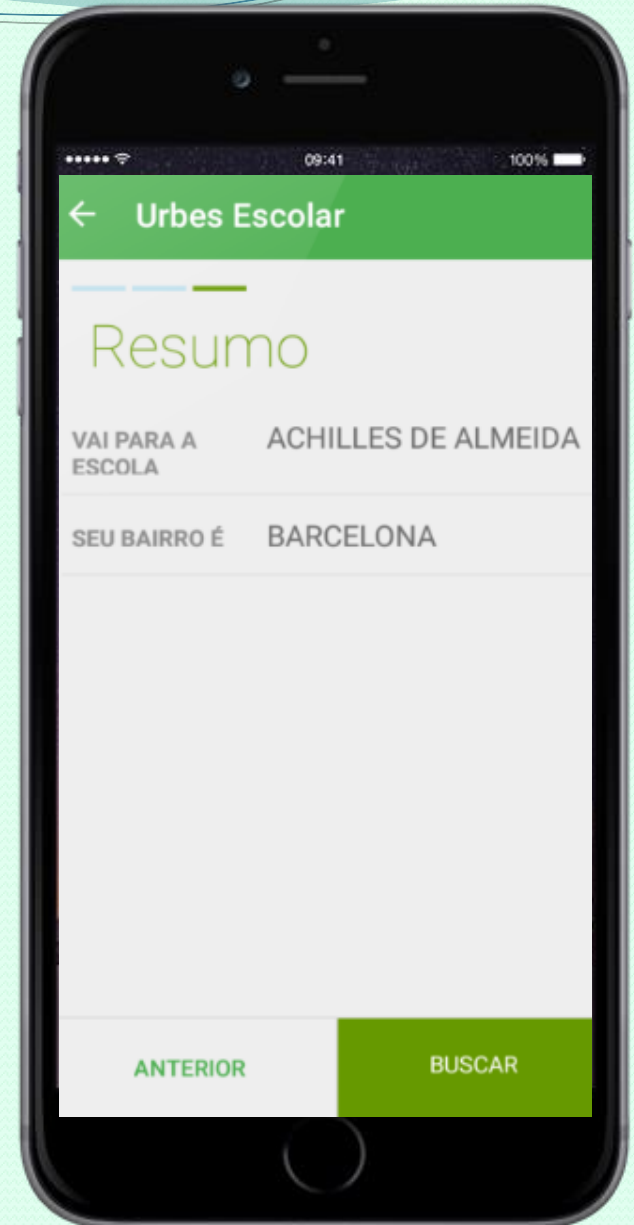 09:41 100%
Urbes Escolar
Resumo
VAI PARA A ESCOLA ACHILLES DE ALMEIDA
SEU BAIRRO É BARCELONA
ANTERIOR BUSCAR